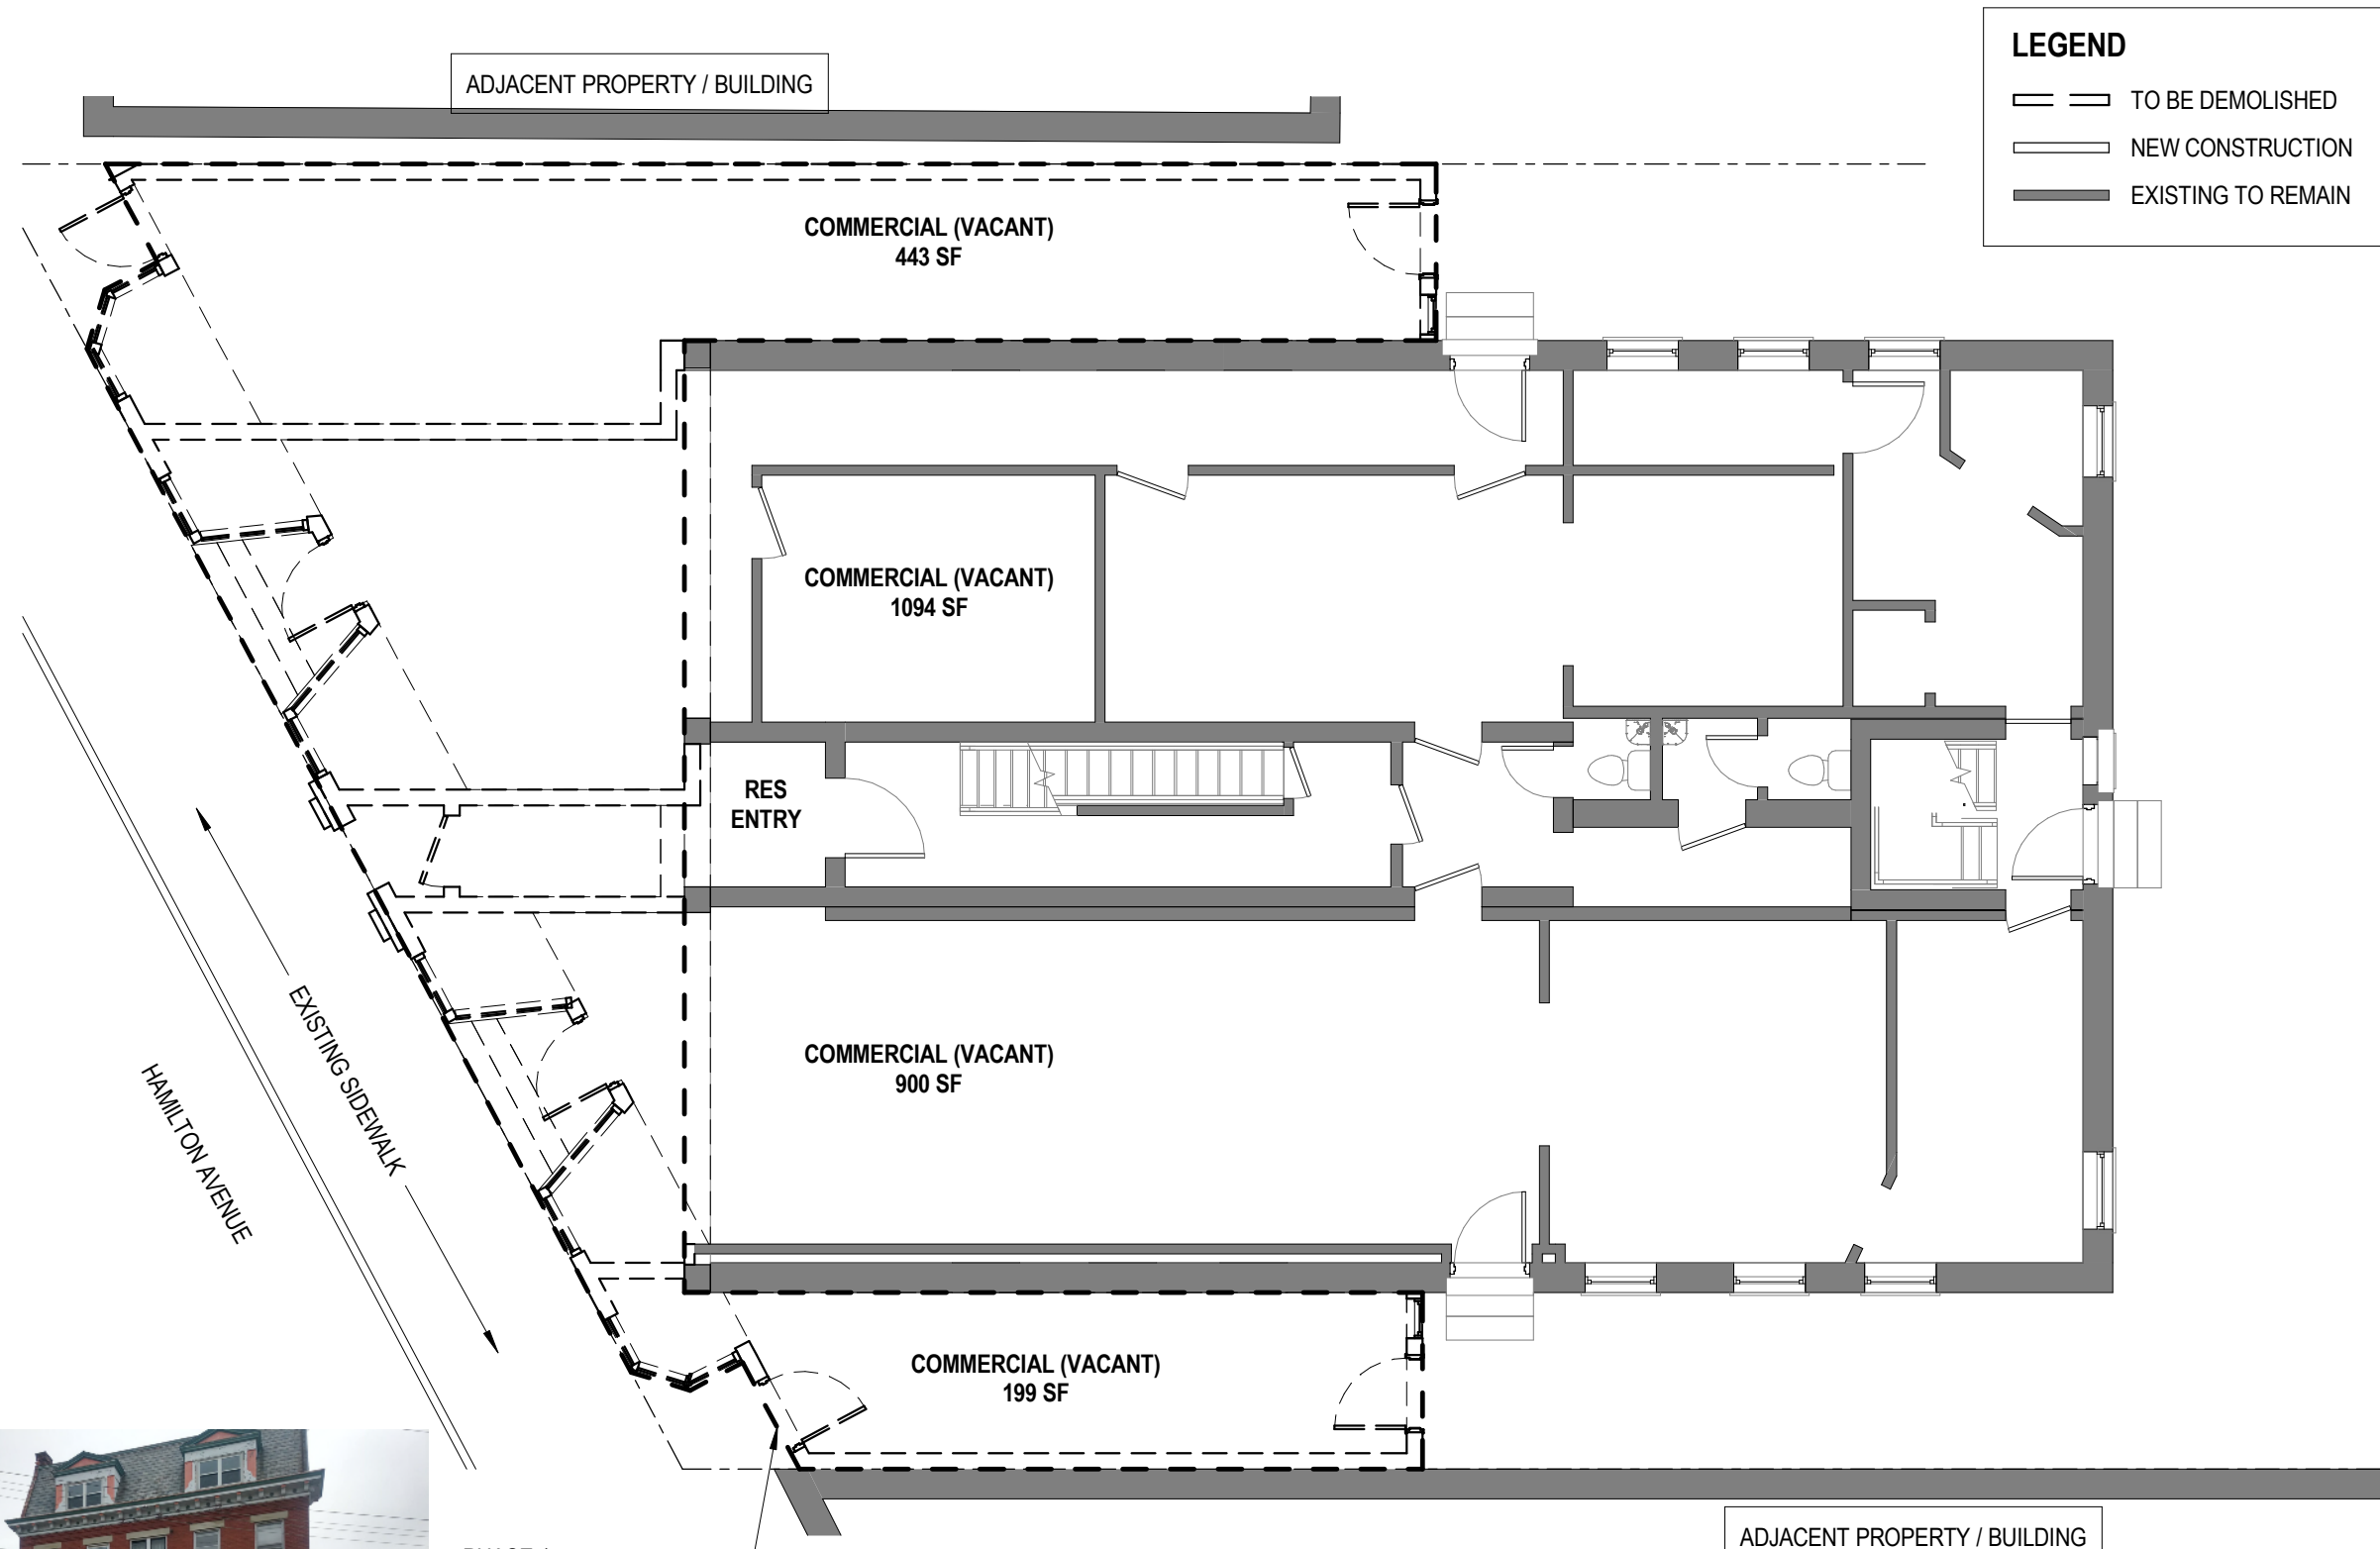 LEGEND
TO BE DEMOLISHED
NEW CONSTRUCTION
EXISTING TO REMAIN
ADJACENT PROPERTY / BUILDING
COMMERCIAL (VACANT)
443 SF
COMMERCIAL (VACANT)
1094 SF
RES
ENTRY
EXISTING SIDEWALK
HAMILTON AVENUE
COMMERCIAL (VACANT)
900 SF
COMMERCIAL (VACANT)
199 SF
ADJACENT PROPERTY / BUILDING